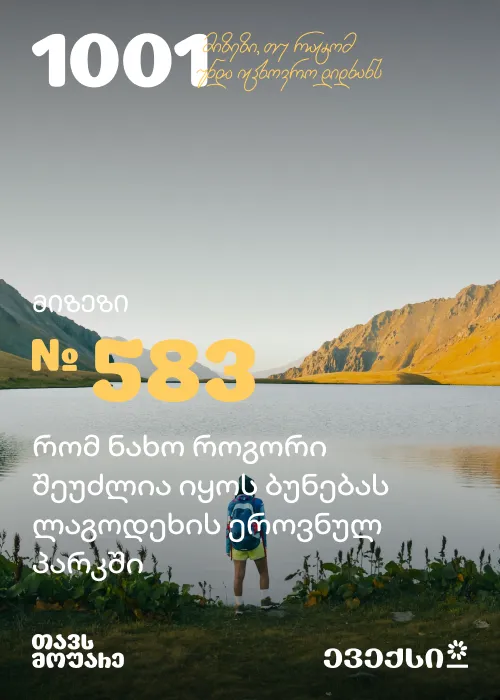 1001 მიზეზი, თუ რატომ
უნდა იცხოვრო დიდხანს
მიზეზი
№ 583
რომ ნახო როგორი
შეუძლია იყოს ბუნებას
ლაგოდეხის ეროვნულ
პარკში
თავს
მოუარე
ევექსი